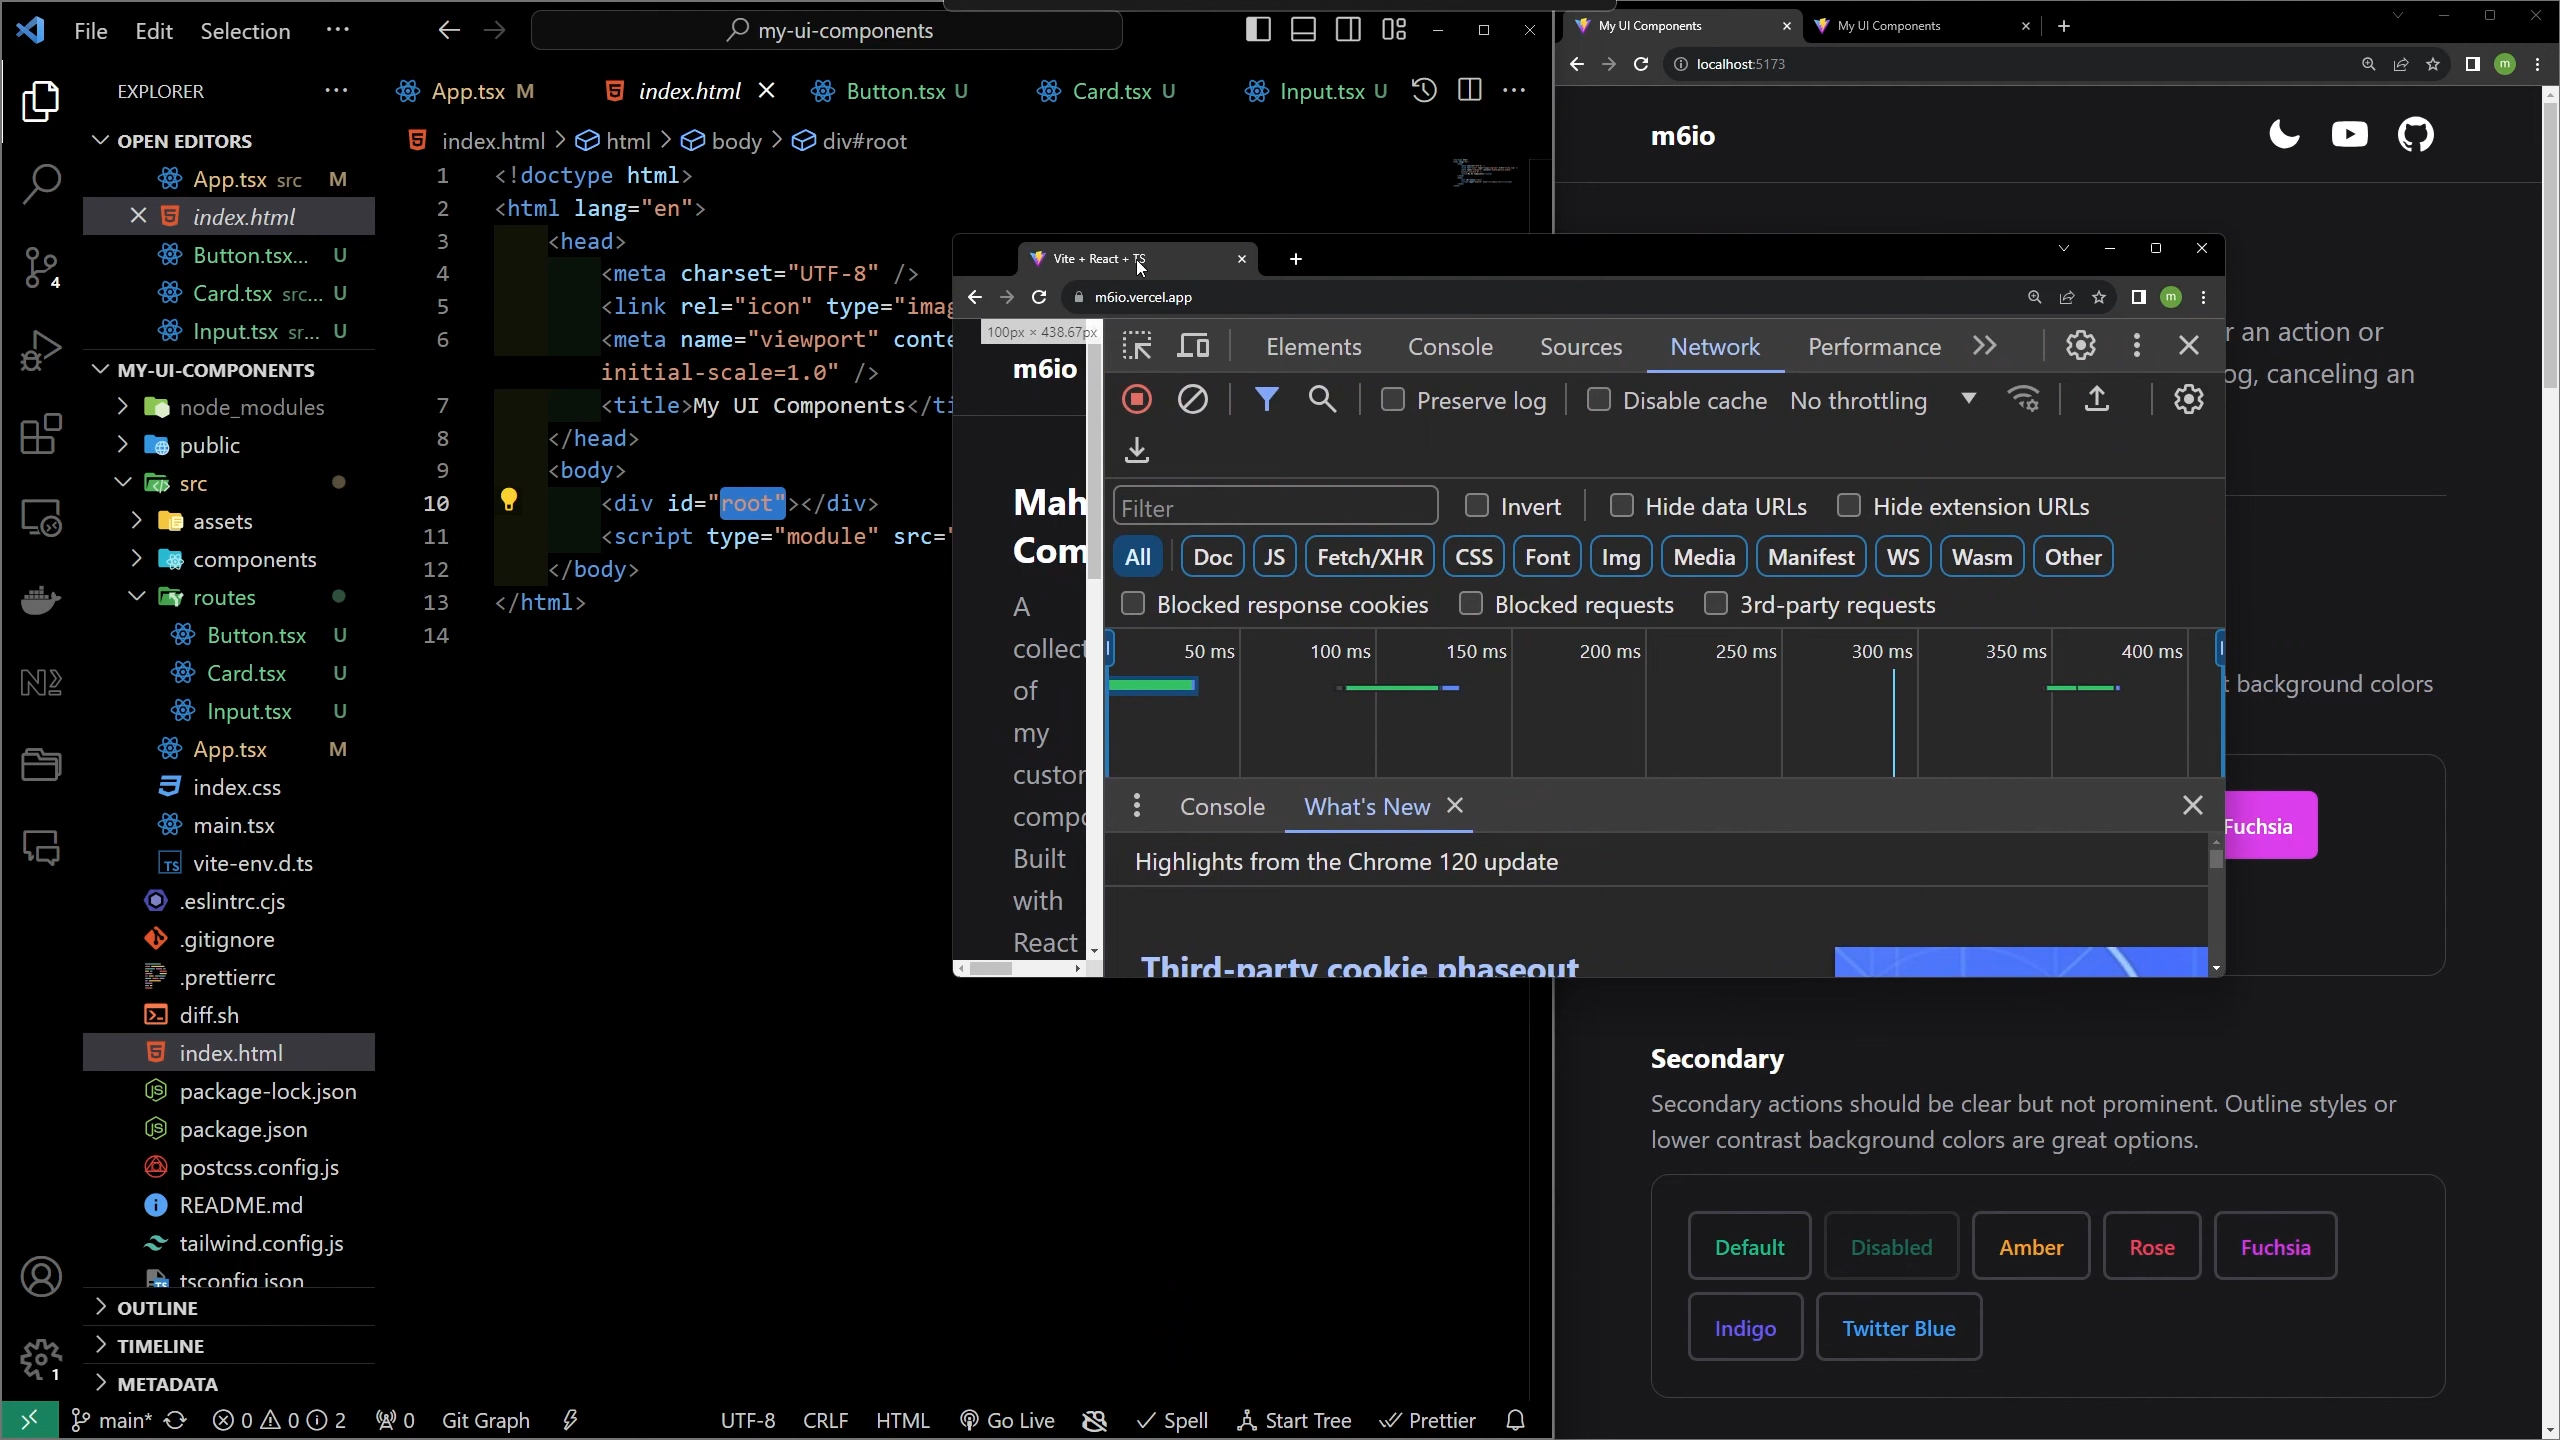 File Edit Selection ···
my-ui-components
EXPLORER
OPEN EDITORS
App.tsx src M
index.html
Button.tsx... U
Card.tsx src... U
Input.tsx sr... U
MY-UI-COMPONENTS
node_modules
public
src
assets
components
routes
Button.tsx U
Card.tsx U
Input.tsx U
App.tsx M
index.css
main.tsx
vite-env.d.ts
.eslintrc.cjs
.gitignore
.prettierrc
diff.sh
index.html
package-lock.json
package.json
postcss.config.js
README.md
tailwind.config.js
tsconfig.json
OUTLINE
TIMELINE
METADATA
4
1
App.tsx M index.html Button.tsx U Card.tsx U Input.tsx U
index.html > html > body > div#root
1 <!doctype html>
2 <html lang="en">
3 <head>
4 <meta charset="UTF-8" />
5 <link rel="icon" type="imag
6 <meta name="viewport" conte
initial-scale=1.0" />
7 <title>My UI Components</ti
8 </head>
9 <body>
10 <div id="root"></div>
11 <script type="module" src="
12 </body>
13 </html>
14
main* 0 0 2 0 Git Graph UTF-8 CRLF HTML Go Live Spell Start Tree Prettier
Vite + React + TS
m6io.vercel.app
m
100px × 438.67px
m6io
Mah
Com
A
collect
of
my
custor
compo
Built
with
React
Elements Console Sources Network Performance
Preserve log Disable cache No throttling
Filter Invert Hide data URLs Hide extension URLs
All Doc JS Fetch/XHR CSS Font Img Media Manifest WS Wasm Other
Blocked response cookies Blocked requests 3rd-party requests
50 ms 100 ms 150 ms 200 ms 250 ms 300 ms 350 ms 400 ms
Console What's New
Highlights from the Chrome 120 update
Third-party cookie phaseout
My UI Components My UI Components
localhost:5173
m
m6io
r an action or
og, canceling an
t background colors
Fuchsia
Secondary
Secondary actions should be clear but not prominent. Outline styles or
lower contrast background colors are great options.
Default Disabled Amber Rose Fuchsia
Indigo Twitter Blue